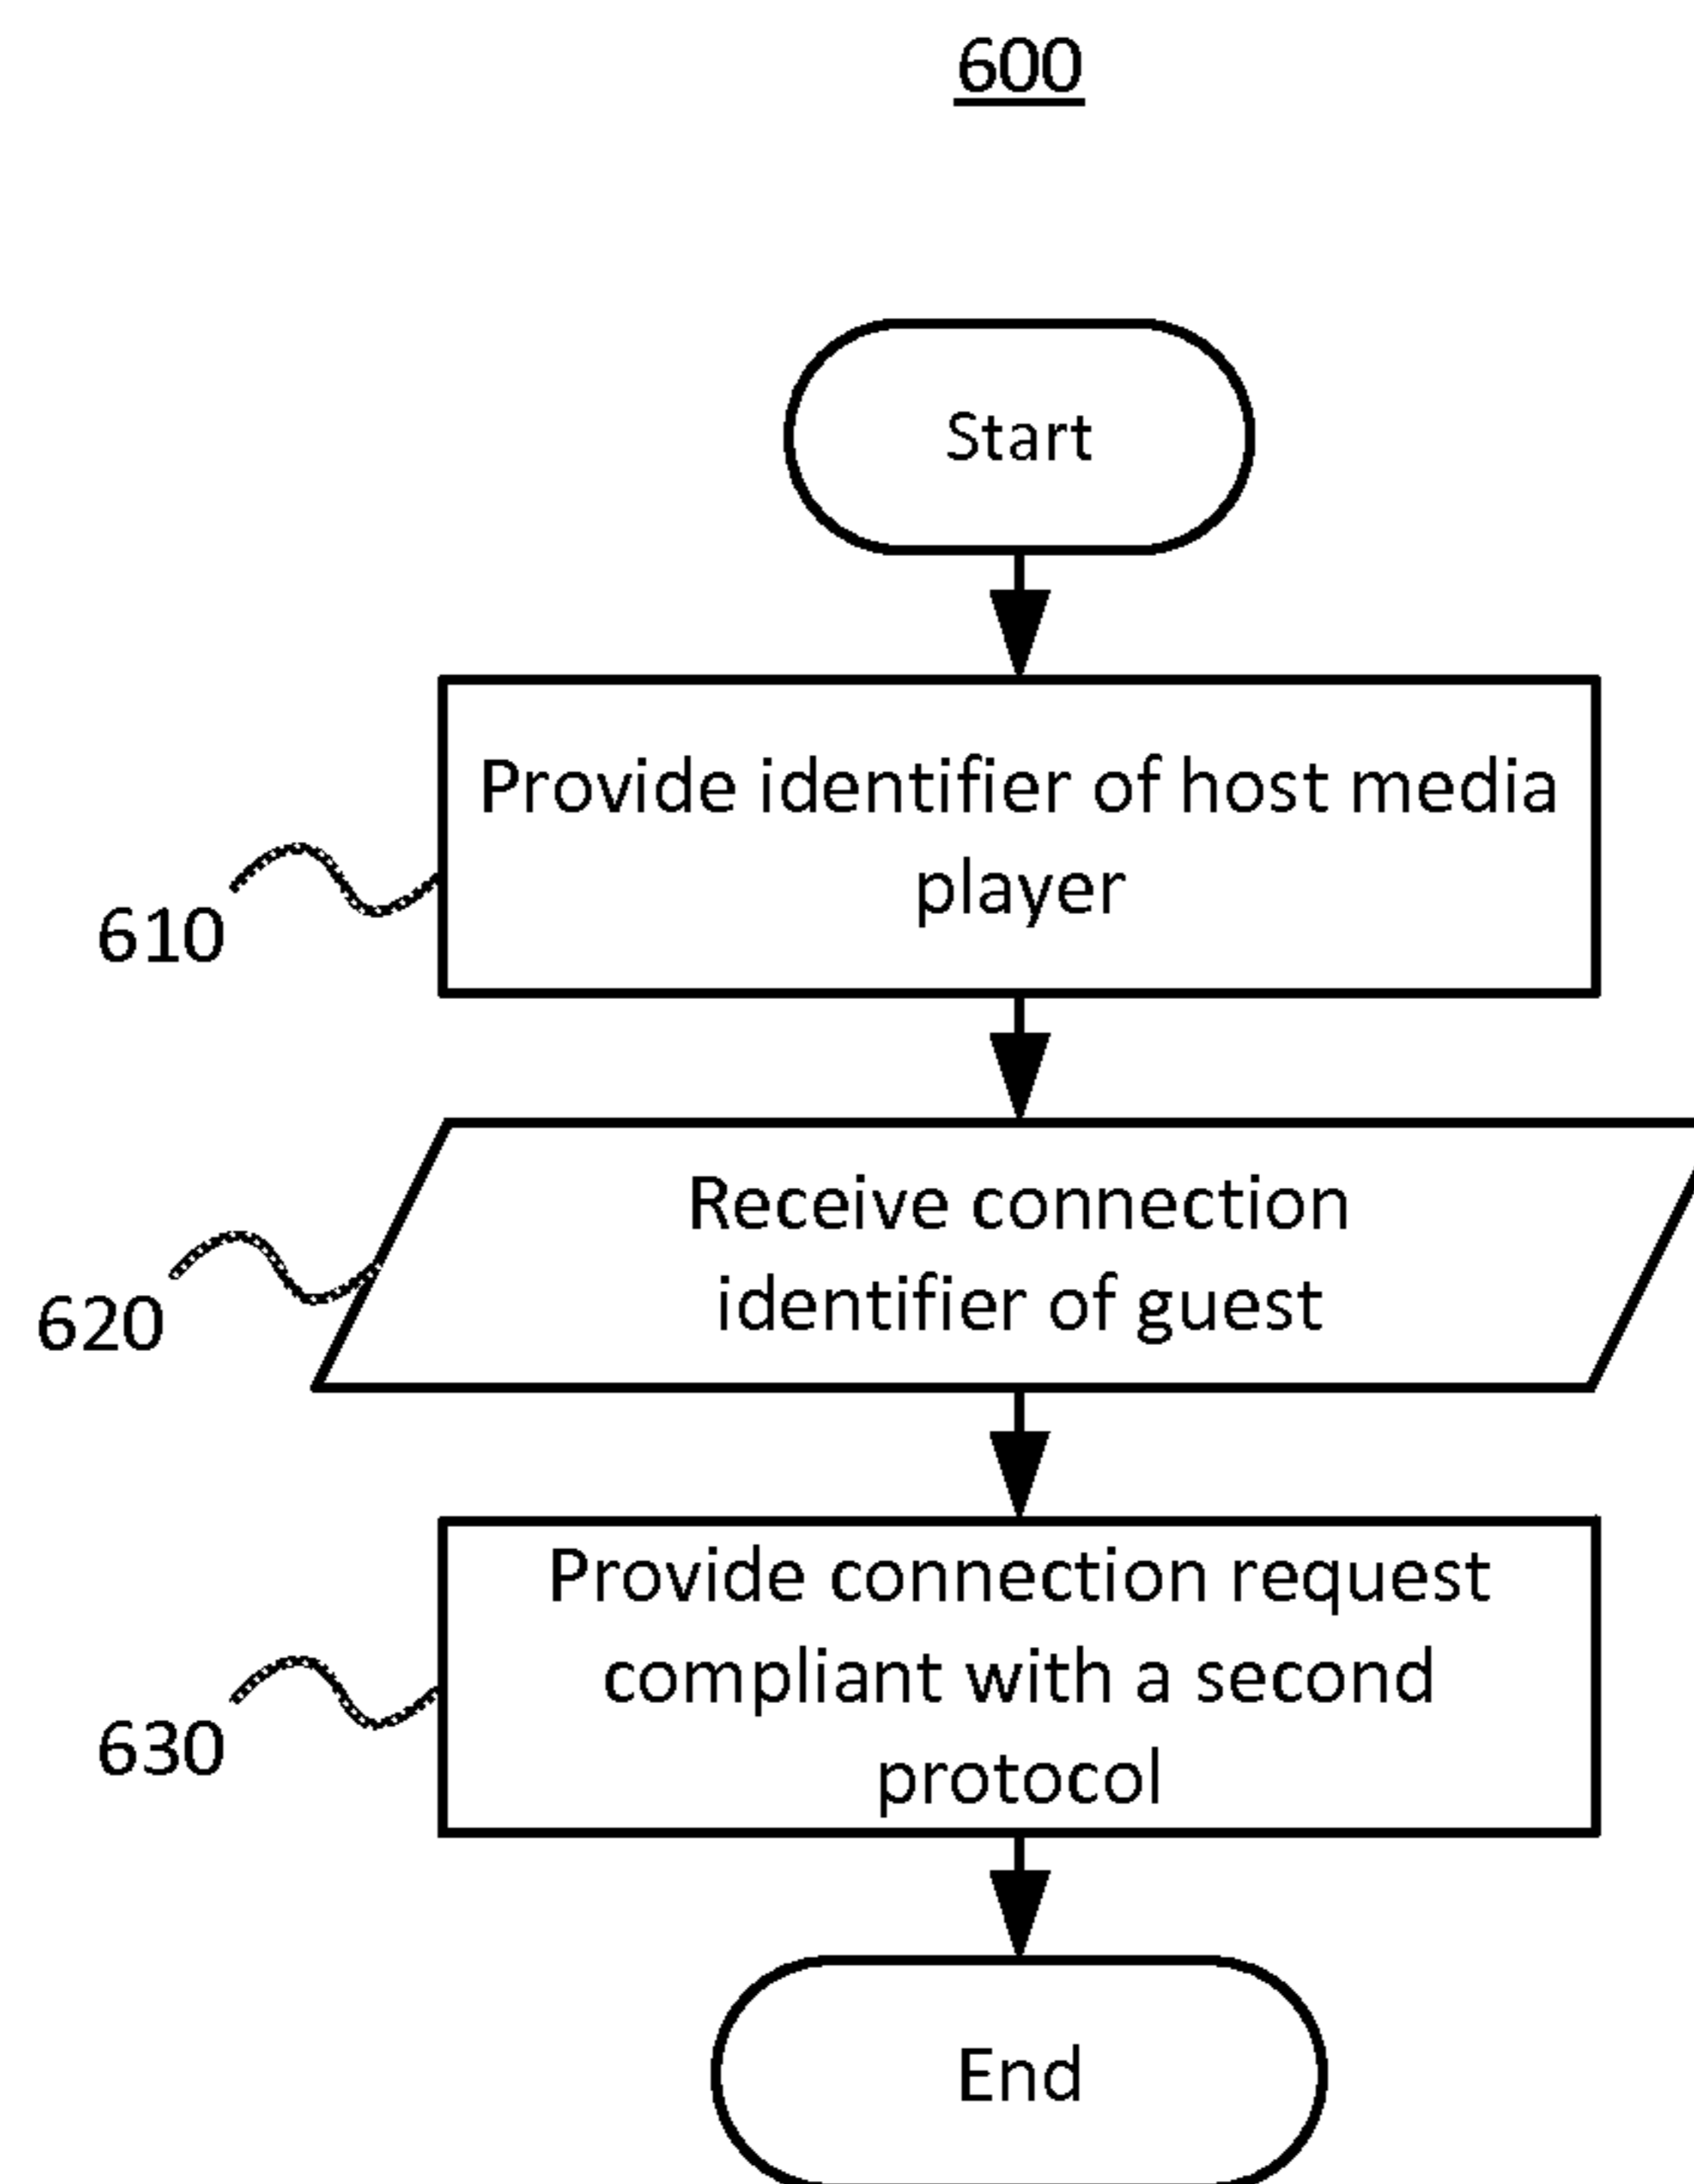 600
Start
Provide identifier of host media
player
610
Receive connection
identifier of guest
620
Provide connection request
compliant with a second
protocol
630
End